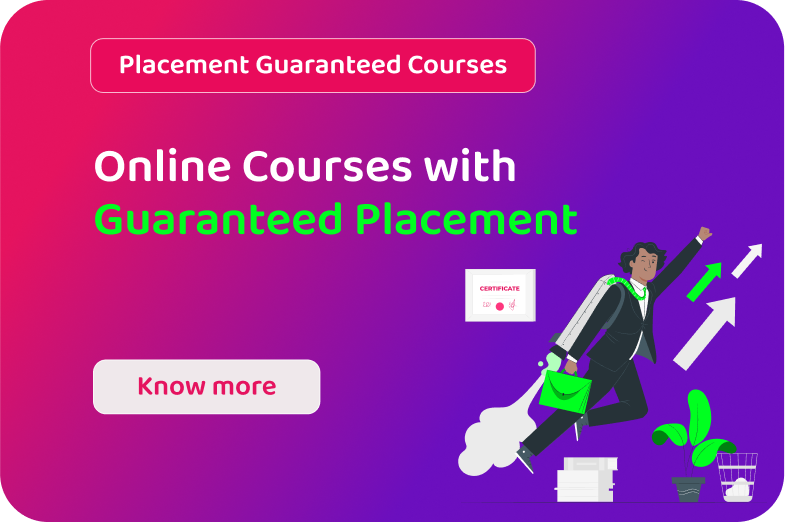 Placement Guaranteed Courses
Online Courses with
Guaranteed Placement
CERTIFICATE
Know more